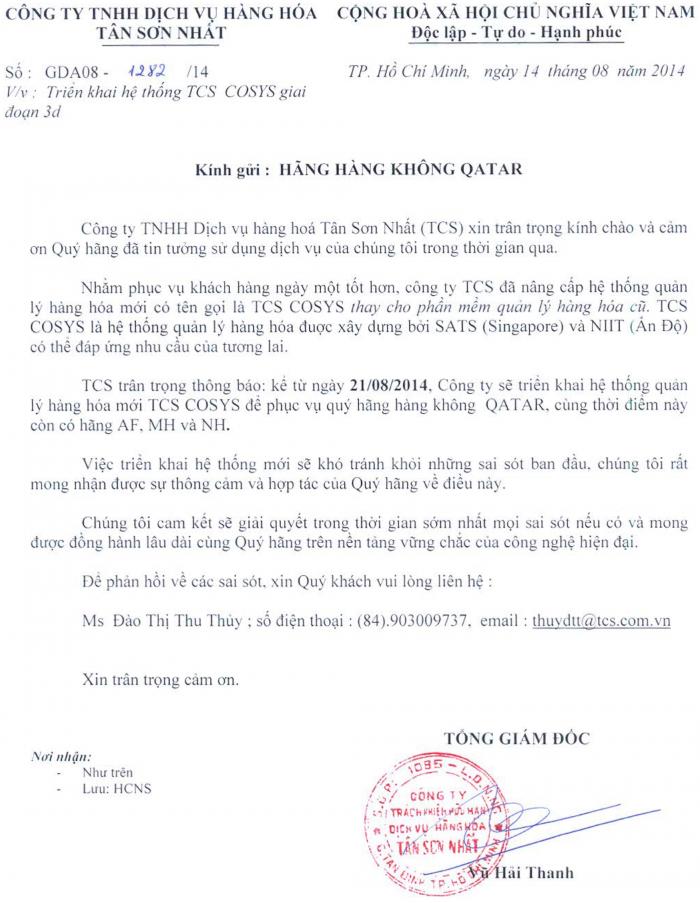 CÔNG TY TNHH DỊCH VỤ HÀNG HÓA
TÂN SƠN NHẤT
CỘNG HOÀ XÃ HỘI CHỦ NGHĨA VIỆT NAM
Độc lập - Tự do - Hạnh phúc
Số : GDA08 - 1282 /14
V/v : Triển khai hệ thống TCS COSYS giai
đoạn 3d
TP. Hồ Chí Minh, ngày 14 tháng 08 năm 2014
Kính gửi : HÃNG HÀNG KHÔNG QATAR
Công ty TNHH Dịch vụ hàng hoá Tân Sơn Nhất (TCS) xin trân trọng kính chào và cảm
ơn Quý hãng đã tin tưởng sử dụng dịch vụ của chúng tôi trong thời gian qua.
Nhằm phục vụ khách hàng ngày một tốt hơn, công ty TCS đã nâng cấp hệ thống quản
lý hàng hóa mới có tên gọi là TCS COSYS thay cho phần mềm quản lý hàng hóa cũ. TCS
COSYS là hệ thống quản lý hàng hóa được xây dựng bởi SATS (Singapore) và NIIT (Ấn Độ)
có thể đáp ứng nhu cầu của tương lai.
TCS trân trọng thông báo: kể từ ngày 21/08/2014, Công ty sẽ triển khai hệ thống quản
lý hàng hóa mới TCS COSYS để phục vụ quý hãng hàng không QATAR, cùng thời điểm này
còn có hãng AF, MH và NH.
Việc triển khai hệ thống mới sẽ khó tránh khỏi những sai sót ban đầu, chúng tôi rất
mong nhận được sự thông cảm và hợp tác của Quý hãng về điều này.
Chúng tôi cam kết sẽ giải quyết trong thời gian sớm nhất mọi sai sót nếu có và mong
được đồng hành lâu dài cùng Quý hãng trên nền tảng vững chắc của công nghệ hiện đại.
Để phản hồi về các sai sót, xin Quý khách vui lòng liên hệ :
Ms Đào Thị Thu Thủy ; số điện thoại : (84).903009737, email : thuydtt@tcs.com.vn
Xin trân trọng cảm ơn.
TỔNG GIÁM ĐỐC
Nơi nhận:
- Như trên
- Lưu: HCNS
1095 - L.D.N.N
CÔNG TY
TRÁCH NHIỆM HỮU HẠN
DỊCH VỤ HÀNG HÓA
TÂN SƠN NHẤT
TÂN BÌNH T.P. HỒ CHÍ MINH
Vũ Hải Thanh